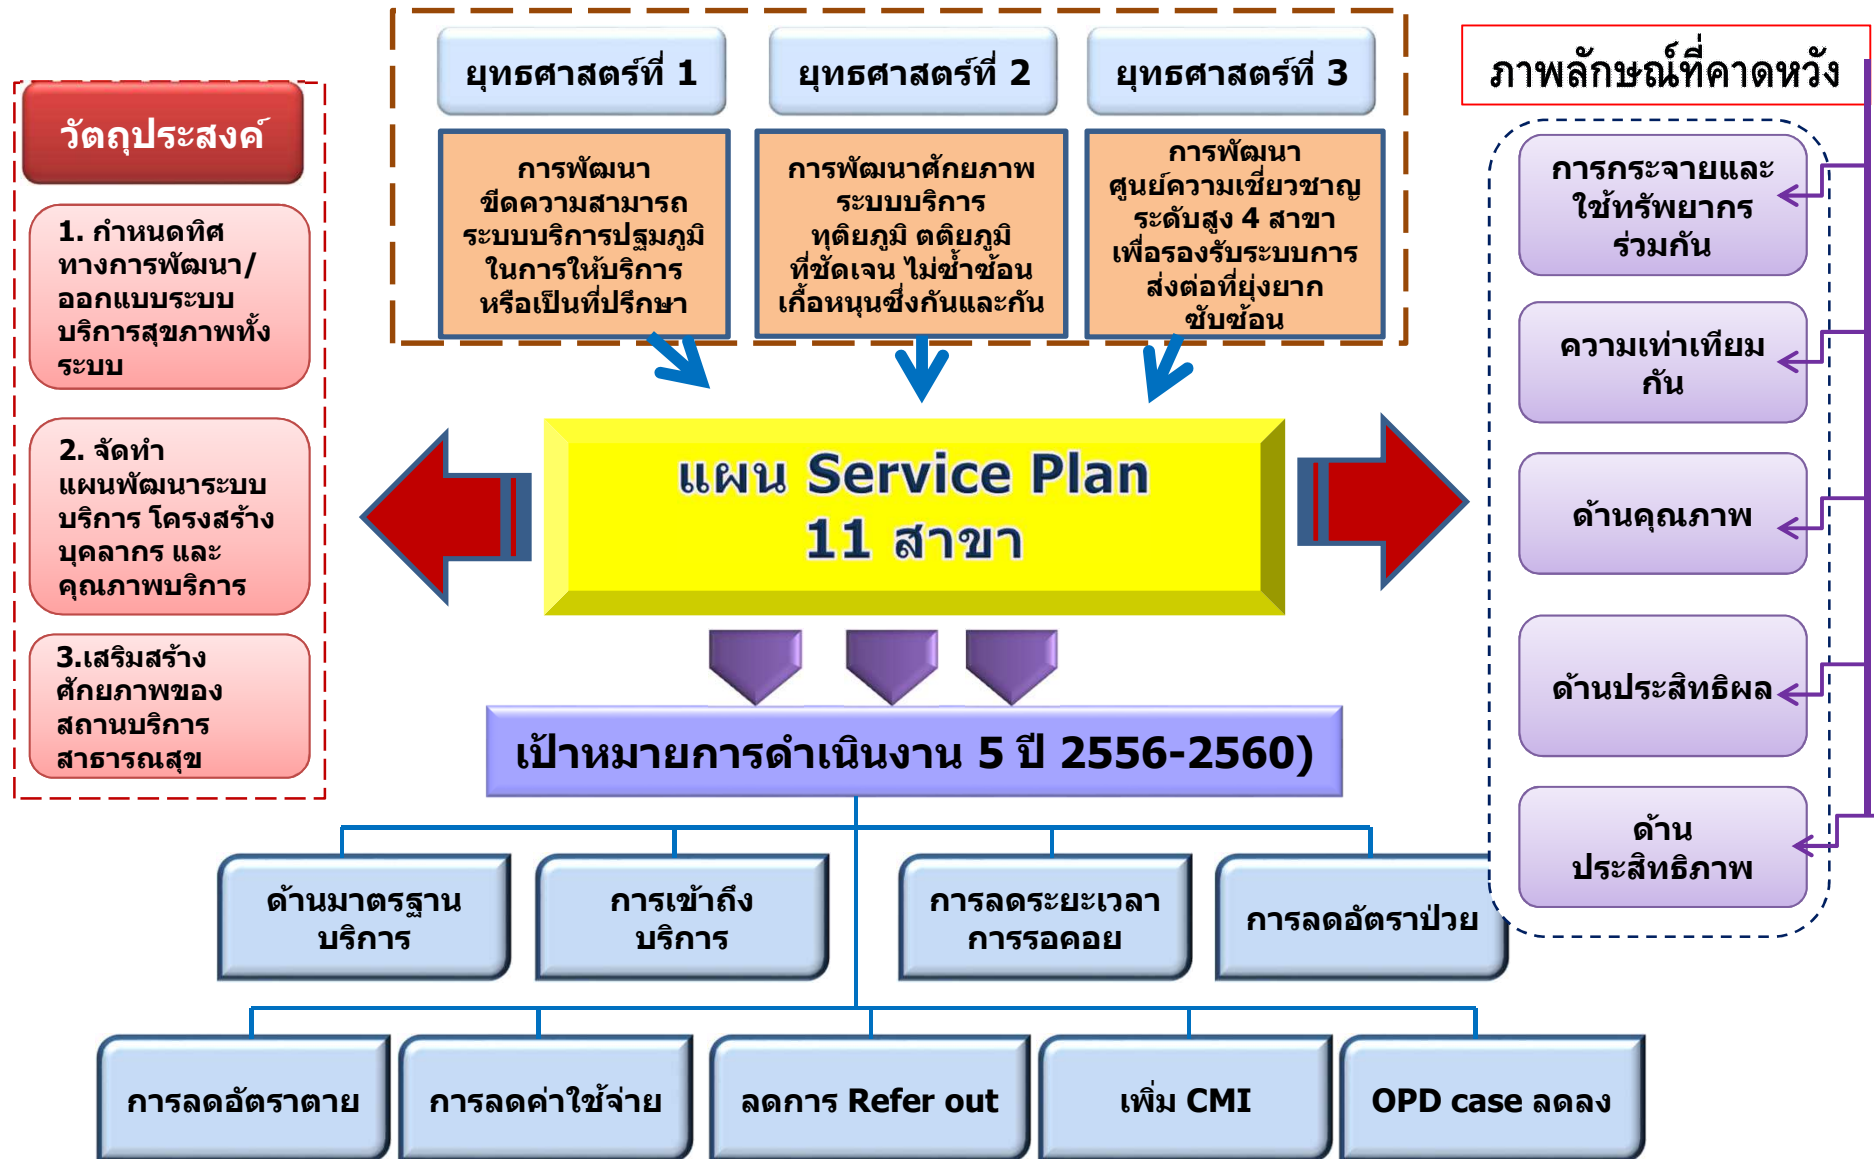 ยุทธศาสตร์ที่ 1
ยุทธศาสตร์ที่ 2
ยุทธศาสตร์ที่ 3
ภาพลักษณ์ที่คาดหวัง
วัตถุประสงค์
1. กำหนดทิศ
ทางการพัฒนา/
ออกแบบระบบ
บริการสุขภาพทั้ง
ระบบ
2. จัดทำ
แผนพัฒนาระบบ
บริการ โครงสร้าง
บุคลากร และ
คุณภาพบริการ
3.เสริมสร้าง
ศักยภาพของ
สถานบริการ
สาธารณสุข
การพัฒนา
ขีดความสามารถ
ระบบบริการปฐมภูมิ
ในการให้บริการ
หรือเป็นที่ปรึกษา
การพัฒนาศักยภาพ
ระบบบริการ
ทุติยภูมิ ตติยภูมิ
ที่ชัดเจน ไม่ซ้ำซ้อน
เกื้อหนุนซึ่งกันและกัน
การพัฒนา
ศูนย์ความเชี่ยวชาญ
ระดับสูง 4 สาขา
เพื่อรองรับระบบการ
ส่งต่อที่ยุ่งยาก
ซับซ้อน
แผน Service Plan
11 สาขา
การกระจายและ
ใช้ทรัพยากร
ร่วมกัน
ความเท่าเทียม
กัน
ด้านคุณภาพ
ด้านประสิทธิผล
ด้าน
ประสิทธิภาพ
เป้าหมายการดำเนินงาน 5 ปี 2556-2560)
ด้านมาตรฐาน
บริการ
การเข้าถึง
บริการ
การลดระยะเวลา
การรอคอย
การลดอัตราป่วย
การลดอัตราตาย
การลดค่าใช้จ่าย
ลดการ Refer out
เพิ่ม CMI
OPD case ลดลง